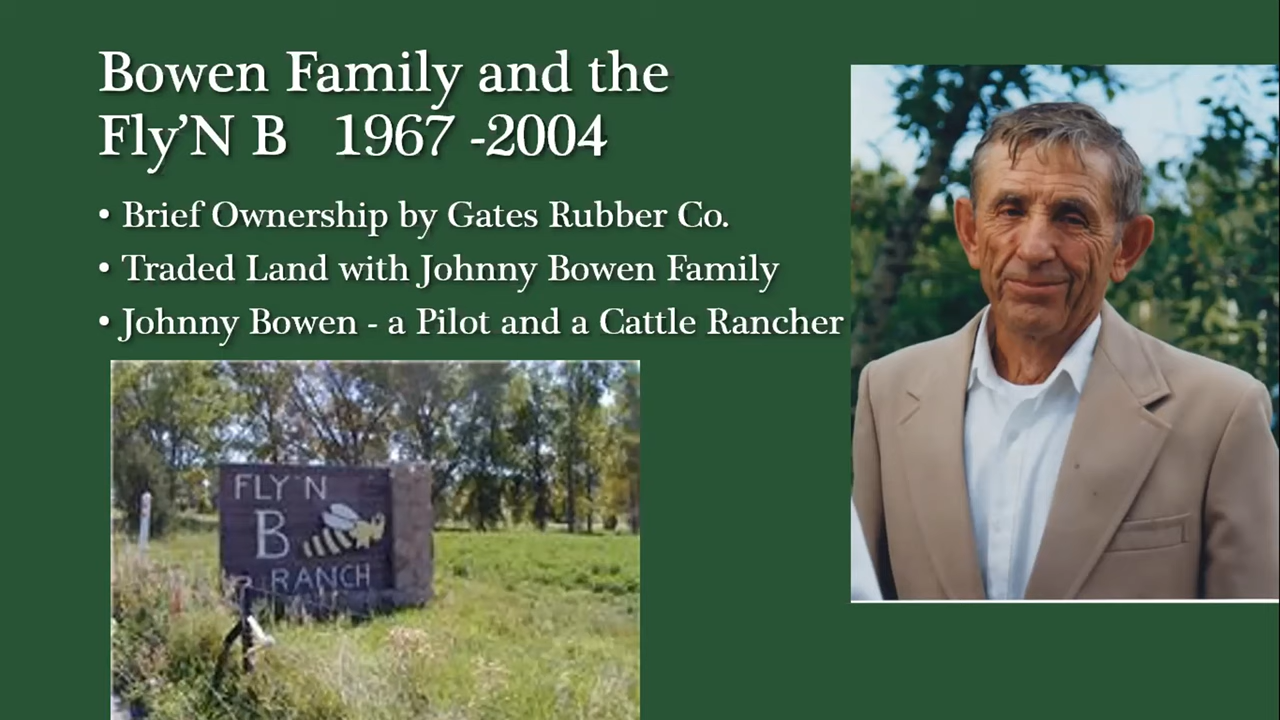 Bowen Family and the
Fly’N B 1967 -2004
• Brief Ownership by Gates Rubber Co.
• Traded Land with Johnny Bowen Family
• Johnny Bowen - a Pilot and a Cattle Rancher
FLY'N
B
RANCH